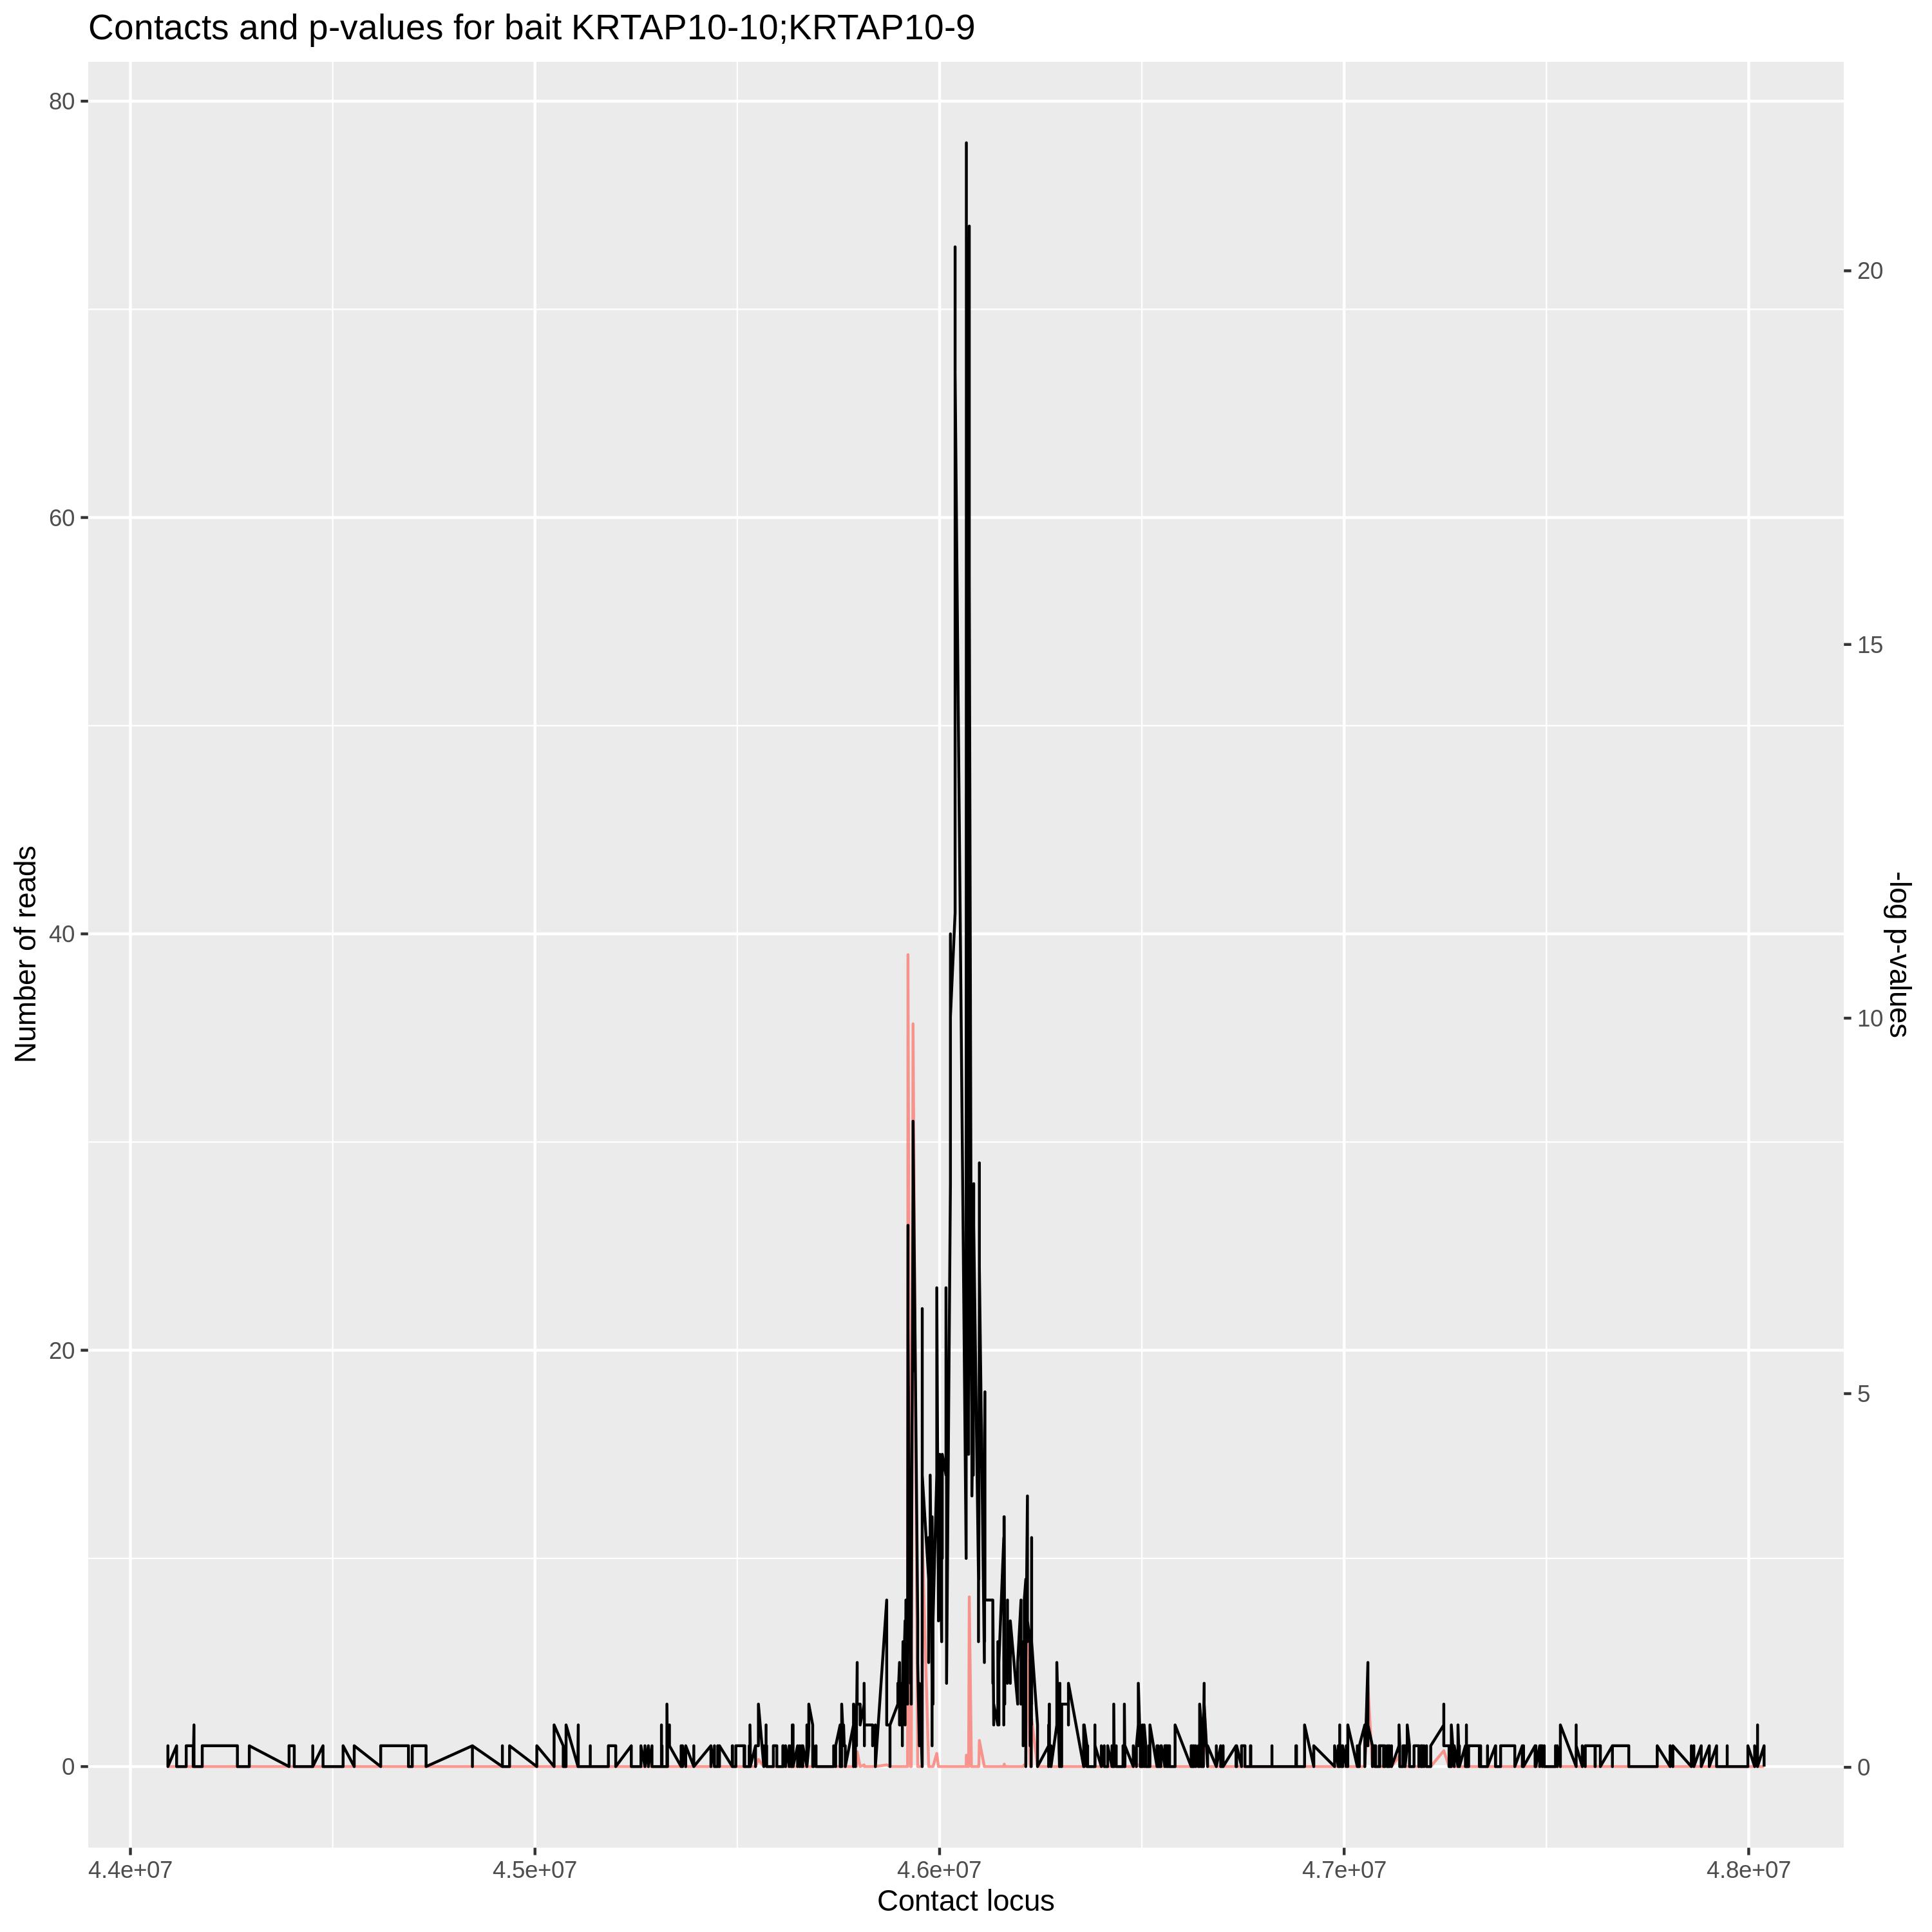 Contacts and p-values for bait KRTAP10-10;KRTAP10-9
80
60
40
20
0
Number of reads
20
15
10
5
0
-log p-values
4.4e+07
4.5e+07
4.6e+07
4.7e+07
4.8e+07
Contact locus